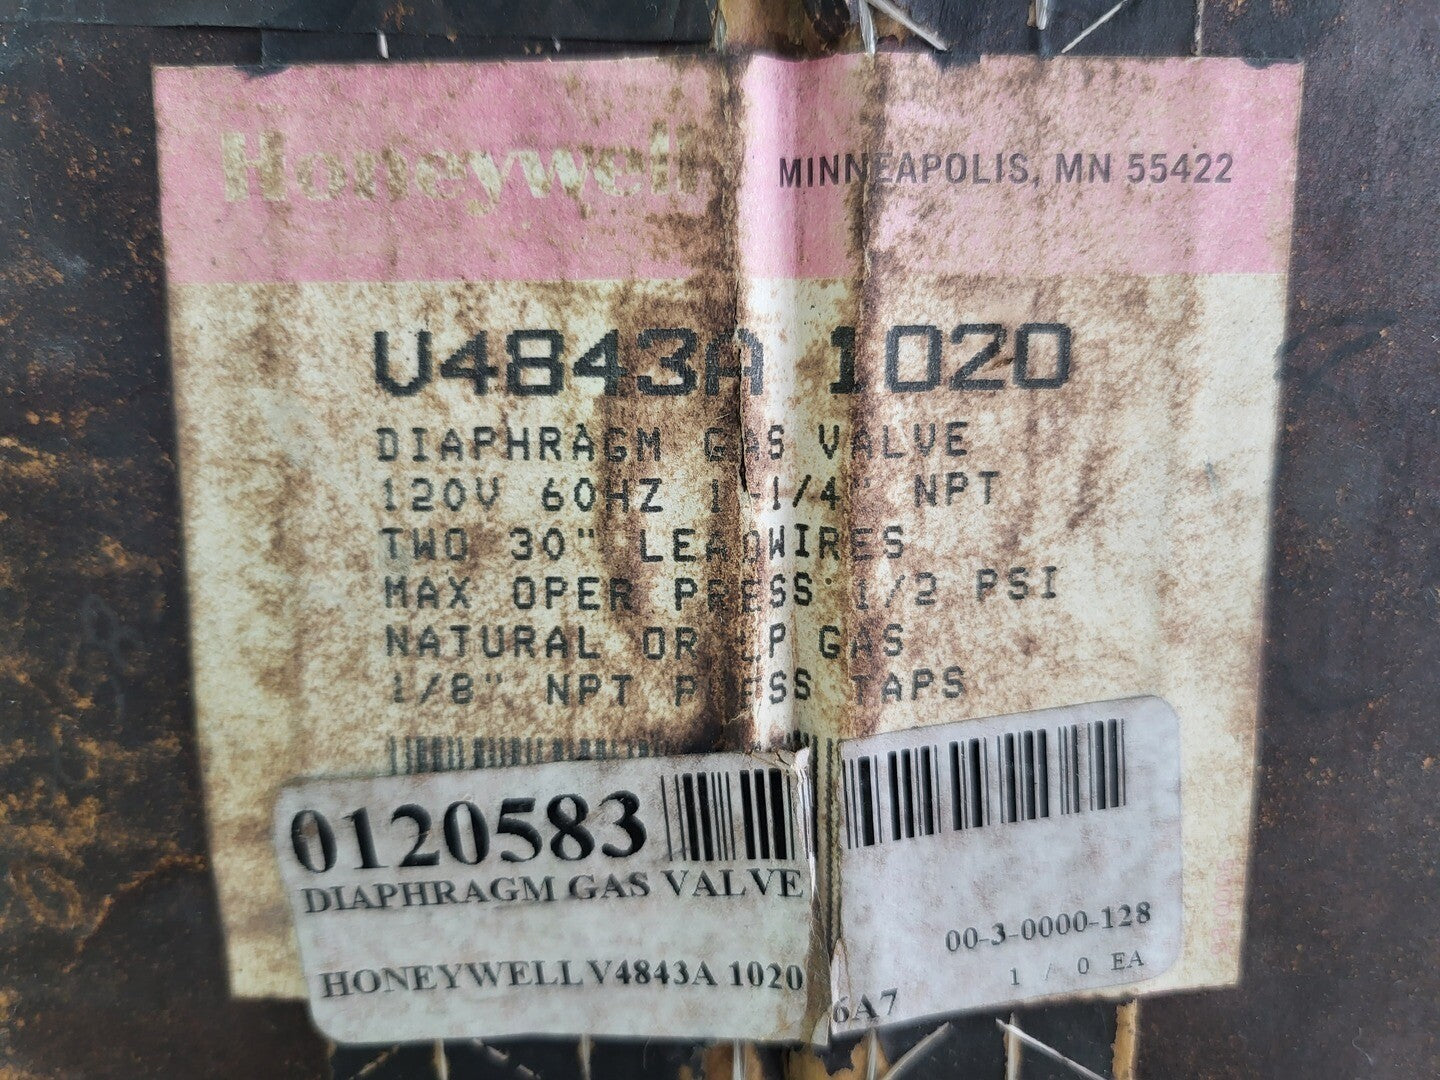 Honeywell MINNEAPOLIS, MN 55422
V4843A 1020
DIAPHRAGM GAS VALVE
120V 60HZ 1-1/4" NPT
TWO 30" LEADWIRES
MAX OPER PRESS 1/2 PSI
NATURAL OR LP GAS
1/8" NPT PRESS TAPS
0120583
DIAPHRAGM GAS VALVE
00-3-0000-128
HONEYWELL V4843A 1020
1 / 0 EA
6A7